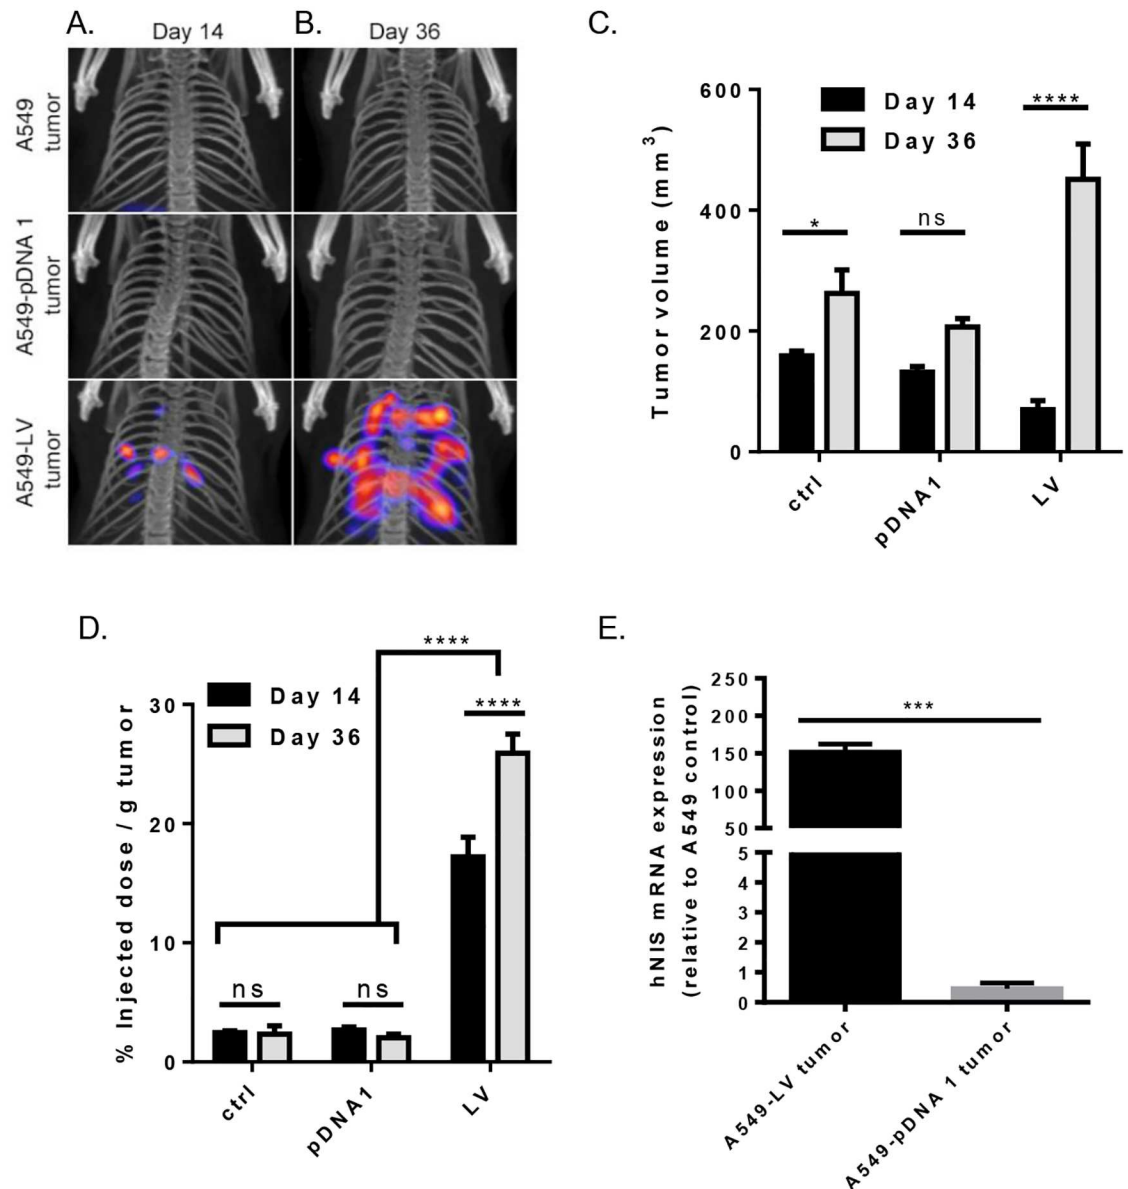 A.
Day 14
B.
Day 36
A549
tumor
A549-pDNA 1
tumor
A549-LV
tumor
C.
Tumor volume (mm3)
600
400
200
0
Day 14
Day 36
*
ns
****
ctrl
pDNA1
LV
D.
% Injected dose / g tumor
30
20
10
0
Day 14
Day 36
****
****
ns
ns
ctrl
pDNA1
LV
E.
hNIS mRNA expression
(relative to A549 control)
250
200
150
100
50
5
4
3
2
1
0
***
A549-LV tumor
A549-pDNA 1 tumor